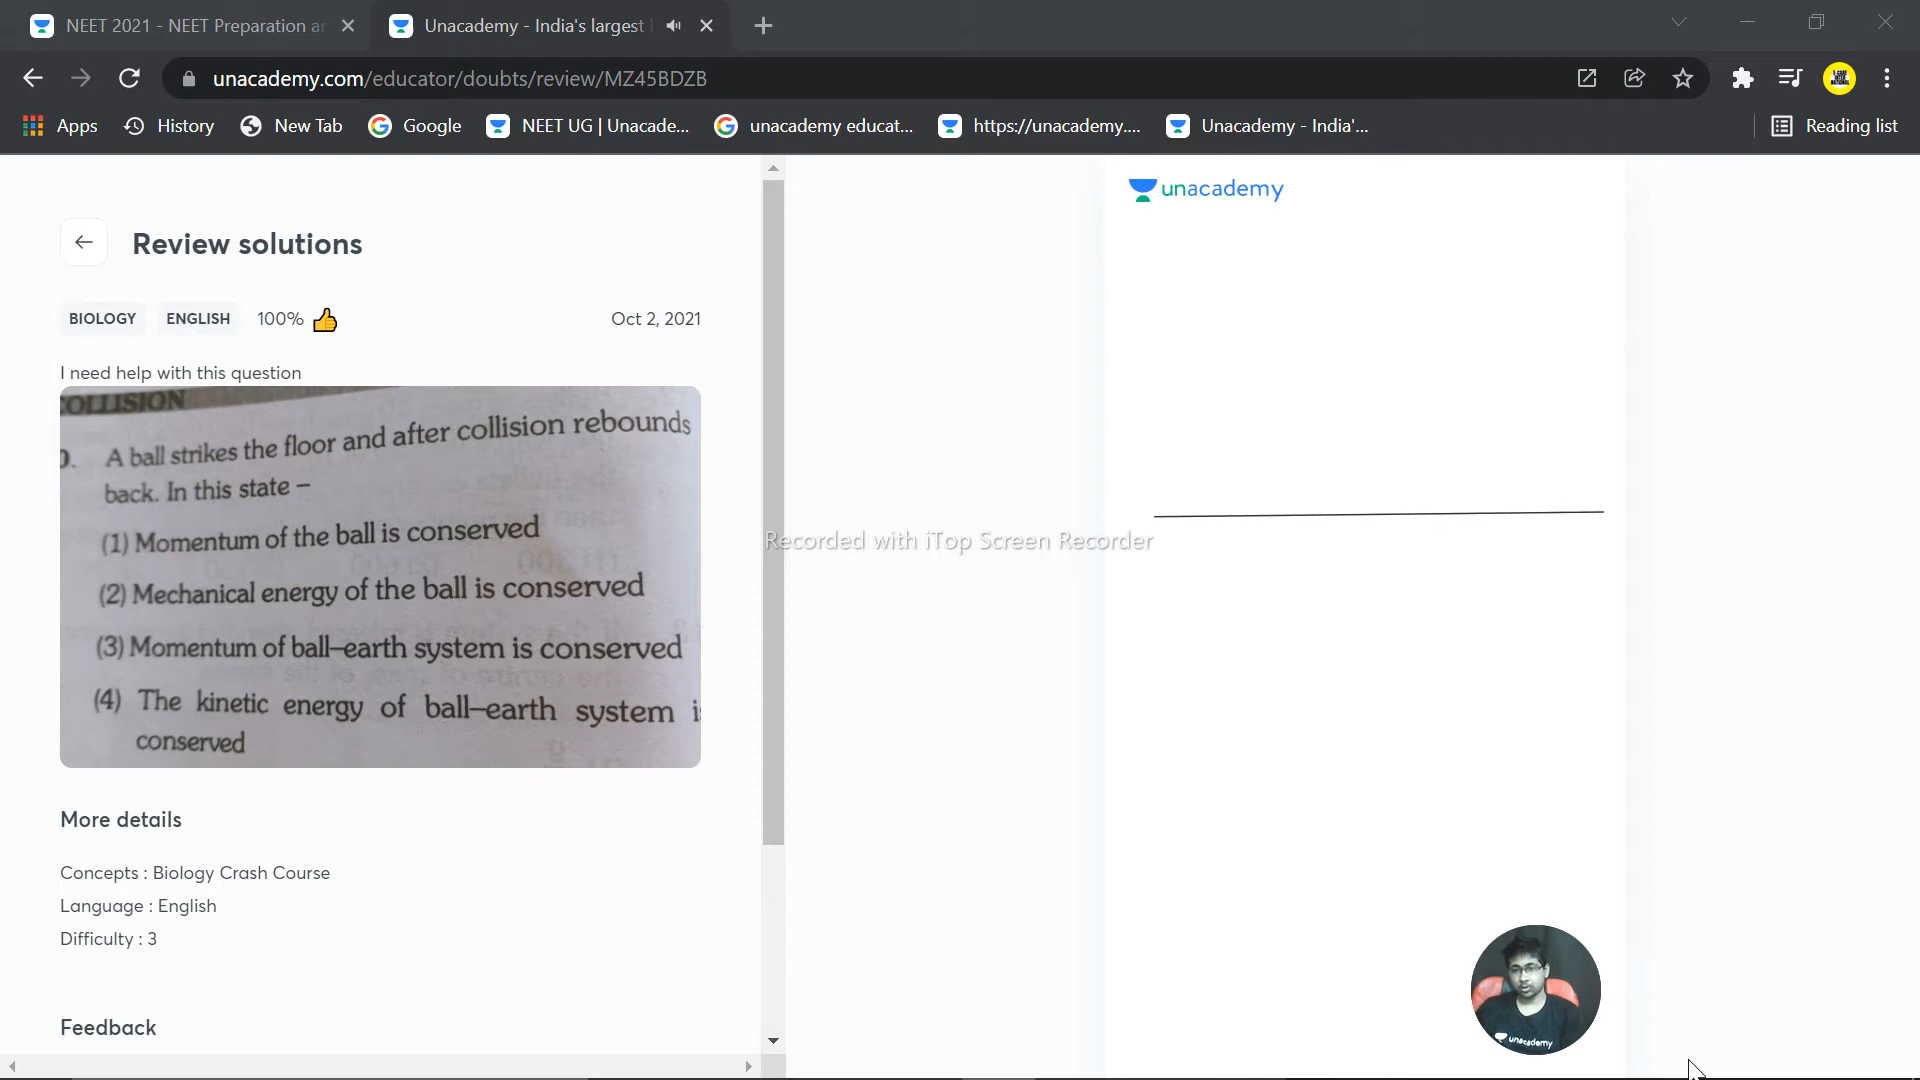 NEET 2021 - NEET Preparation ar
Unacademy - India's largest
unacademy.com/educator/doubts/review/MZ45BDZB
Apps
History
New Tab
Google
NEET UG | Unacade...
unacademy educat...
https://unacademy....
Unacademy - India'...
Reading list
unacademy
Review solutions
BIOLOGY
ENGLISH
100%
Oct 2, 2021
I need help with this question
COLLISION
A ball strikes the floor and after collision rebounds
back. In this state –
(1) Momentum of the ball is conserved
(2) Mechanical energy of the ball is conserved
(3) Momentum of ball–earth system is conserved
(4) The kinetic energy of ball–earth system is
conserved
Recorded with iTop Screen Recorder
More details
Concepts : Biology Crash Course
Language : English
Difficulty : 3
Feedback
unacademy